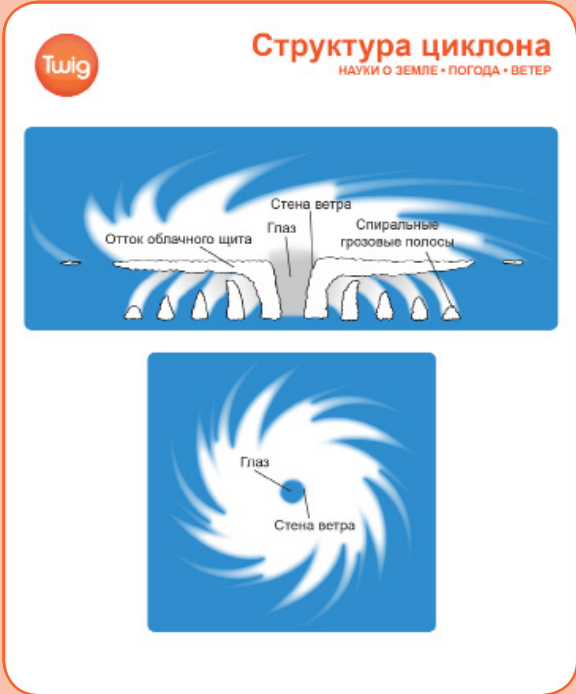 Twig
Структура циклона
НАУКИ О ЗЕМЛЕ • ПОГОДА • ВЕТЕР
Стена ветра
Глаз
Спиральные
грозовые полосы
Отток облачного щита
Глаз
Стена ветра